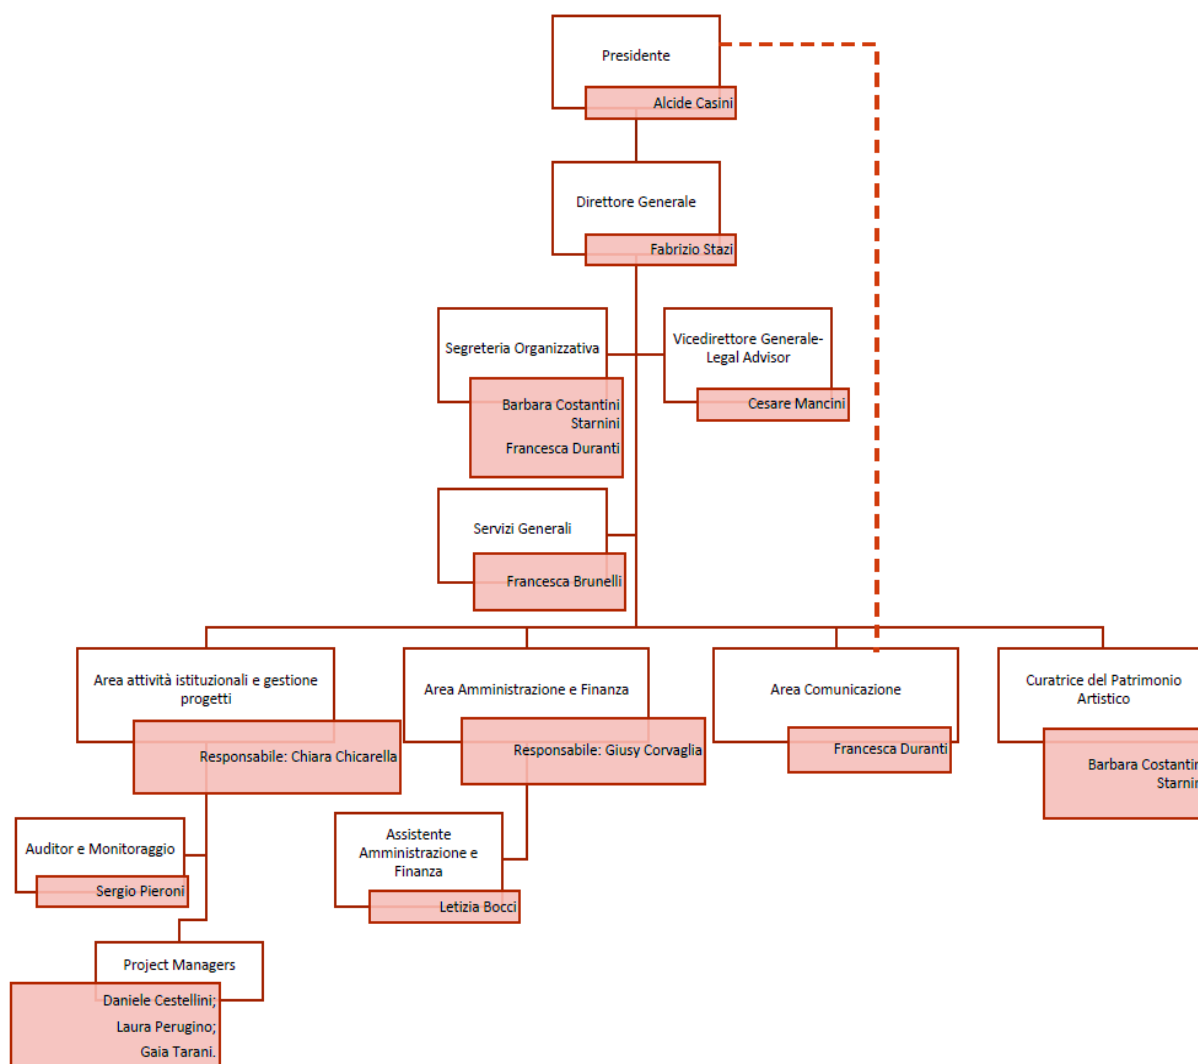 Presidente
Alcide Casini
Direttore Generale
Fabrizio Stazi
Segreteria Organizzativa
Barbara Costantini
Starnini
Francesca Duranti
Vicedirettore Generale-
Legal Advisor
Cesare Mancini
Servizi Generali
Francesca Brunelli
Area attività istituzionali e gestione
progetti
Responsabile: Chiara Chicarella
Area Amministrazione e Finanza
Responsabile: Giusy Corvaglia
Area Comunicazione
Francesca Duranti
Curatrice del Patrimonio
Artistico
Barbara Costantini
Starnini
Auditor e Monitoraggio
Sergio Pieroni
Assistente
Amministrazione e
Finanza
Letizia Bocci
Project Managers
Daniele Cestellini;
Laura Perugino;
Gaia Tarani.